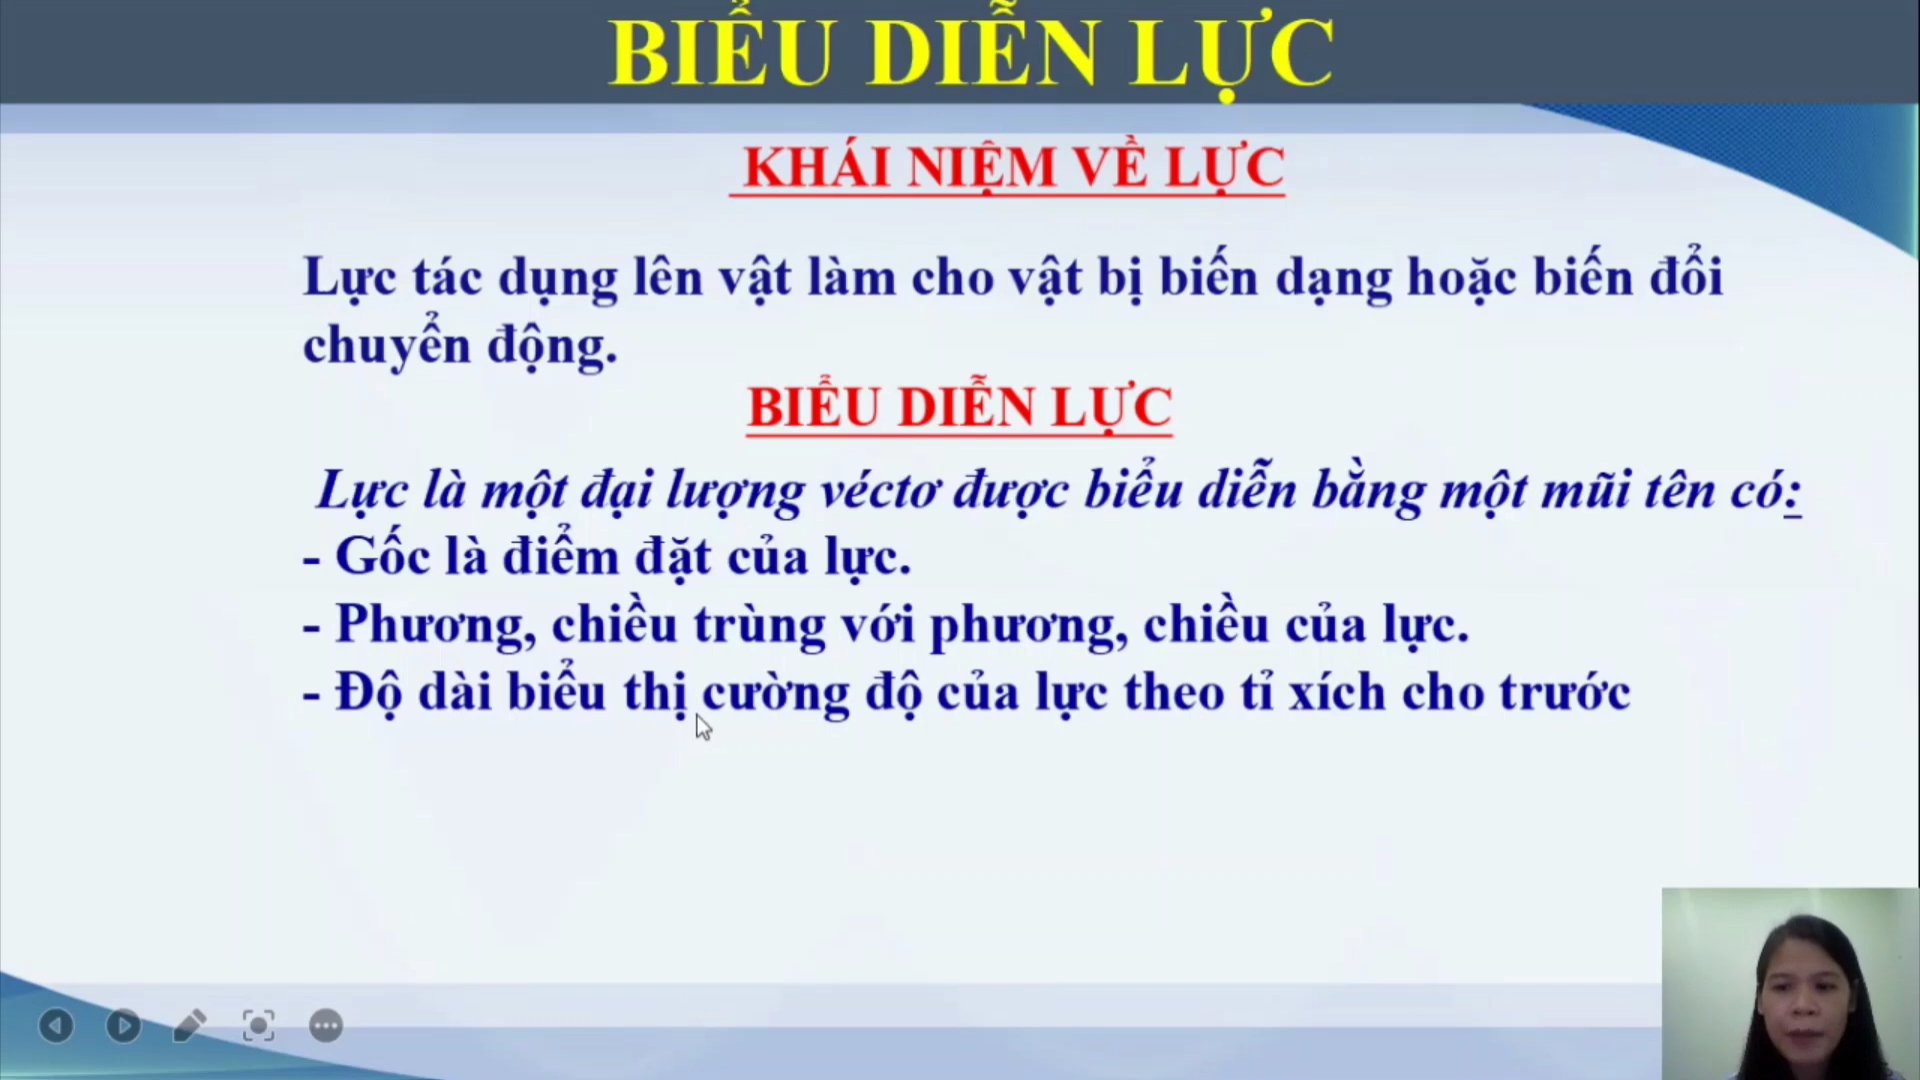 BIỂU DIỄN LỰC
KHÁI NIỆM VỀ LỰC
Lực tác dụng lên vật làm cho vật bị biến dạng hoặc biến đổi
chuyển động.
BIỂU DIỄN LỰC
Lực là một đại lượng véctơ được biểu diễn bằng một mũi tên có:
- Gốc là điểm đặt của lực.
- Phương, chiều trùng với phương, chiều của lực.
- Độ dài biểu thị cường độ của lực theo tỉ xích cho trước